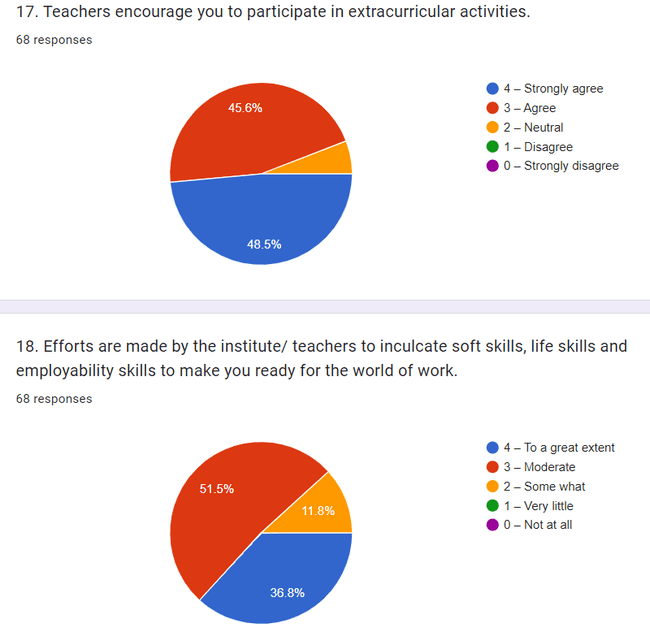 17. Teachers encourage you to participate in extracurricular activities.
68 responses
45.6%
48.5%
4 – Strongly agree
3 – Agree
2 – Neutral
1 – Disagree
0 – Strongly disagree
18. Efforts are made by the institute/ teachers to inculcate soft skills, life skills and
employability skills to make you ready for the world of work.
68 responses
51.5%
11.8%
36.8%
4 – To a great extent
3 – Moderate
2 – Some what
1 – Very little
0 – Not at all